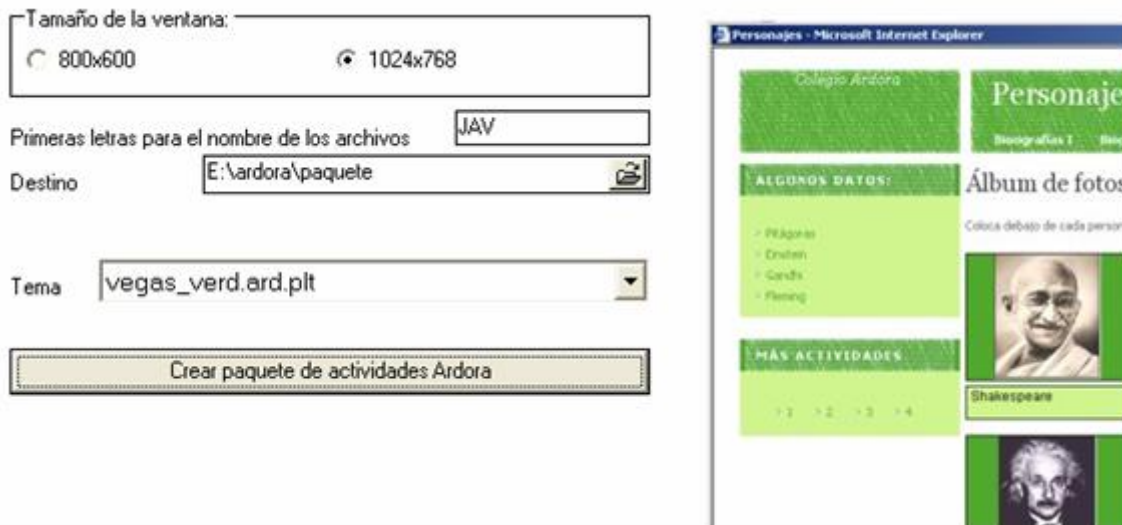 Tamaño de la ventana:
800x600
1024x768
Primeras letras para el nombre de los archivos
JAV
Destino
E:\ardora\paquete
Tema
vegas_verd.ard.plt
Crear paquete de actividades Ardora
Personajes - Microsoft Internet Explorer
Colegio Ardora
Personaje
Biografías I
ALGUNOS DATOS:
Álbum de fotos
Coloca debajo de cada person
Pitágoras
Einstein
Gandhi
Fleming
MÁS ACTIVIDADES
Shakespeare
1 2 3 4